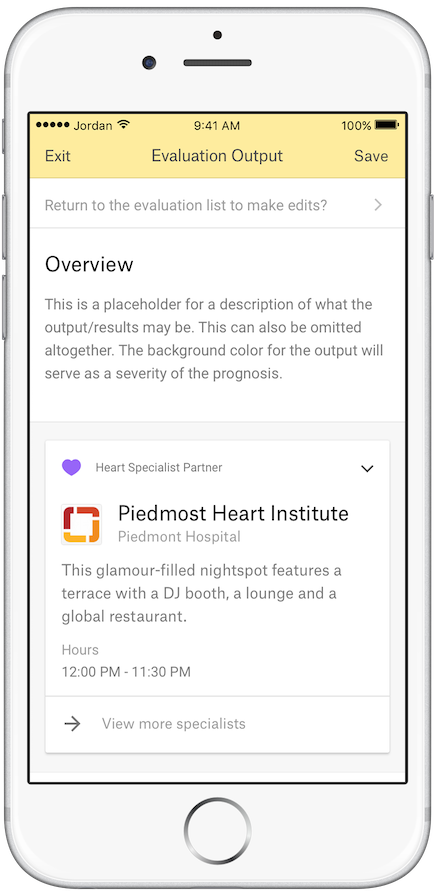 Jordan 9:41 AM 100%
Exit Evaluation Output Save
Return to the evaluation list to make edits?
Overview
This is a placeholder for a description of what the
output/results may be. This can also be omitted
altogether. The background color for the output will
serve as a severity of the prognosis.
Heart Specialist Partner
Piedmost Heart Institute
Piedmont Hospital
This glamour-filled nightspot features a
terrace with a DJ booth, a lounge and a
global restaurant.
Hours
12:00 PM - 11:30 PM
View more specialists